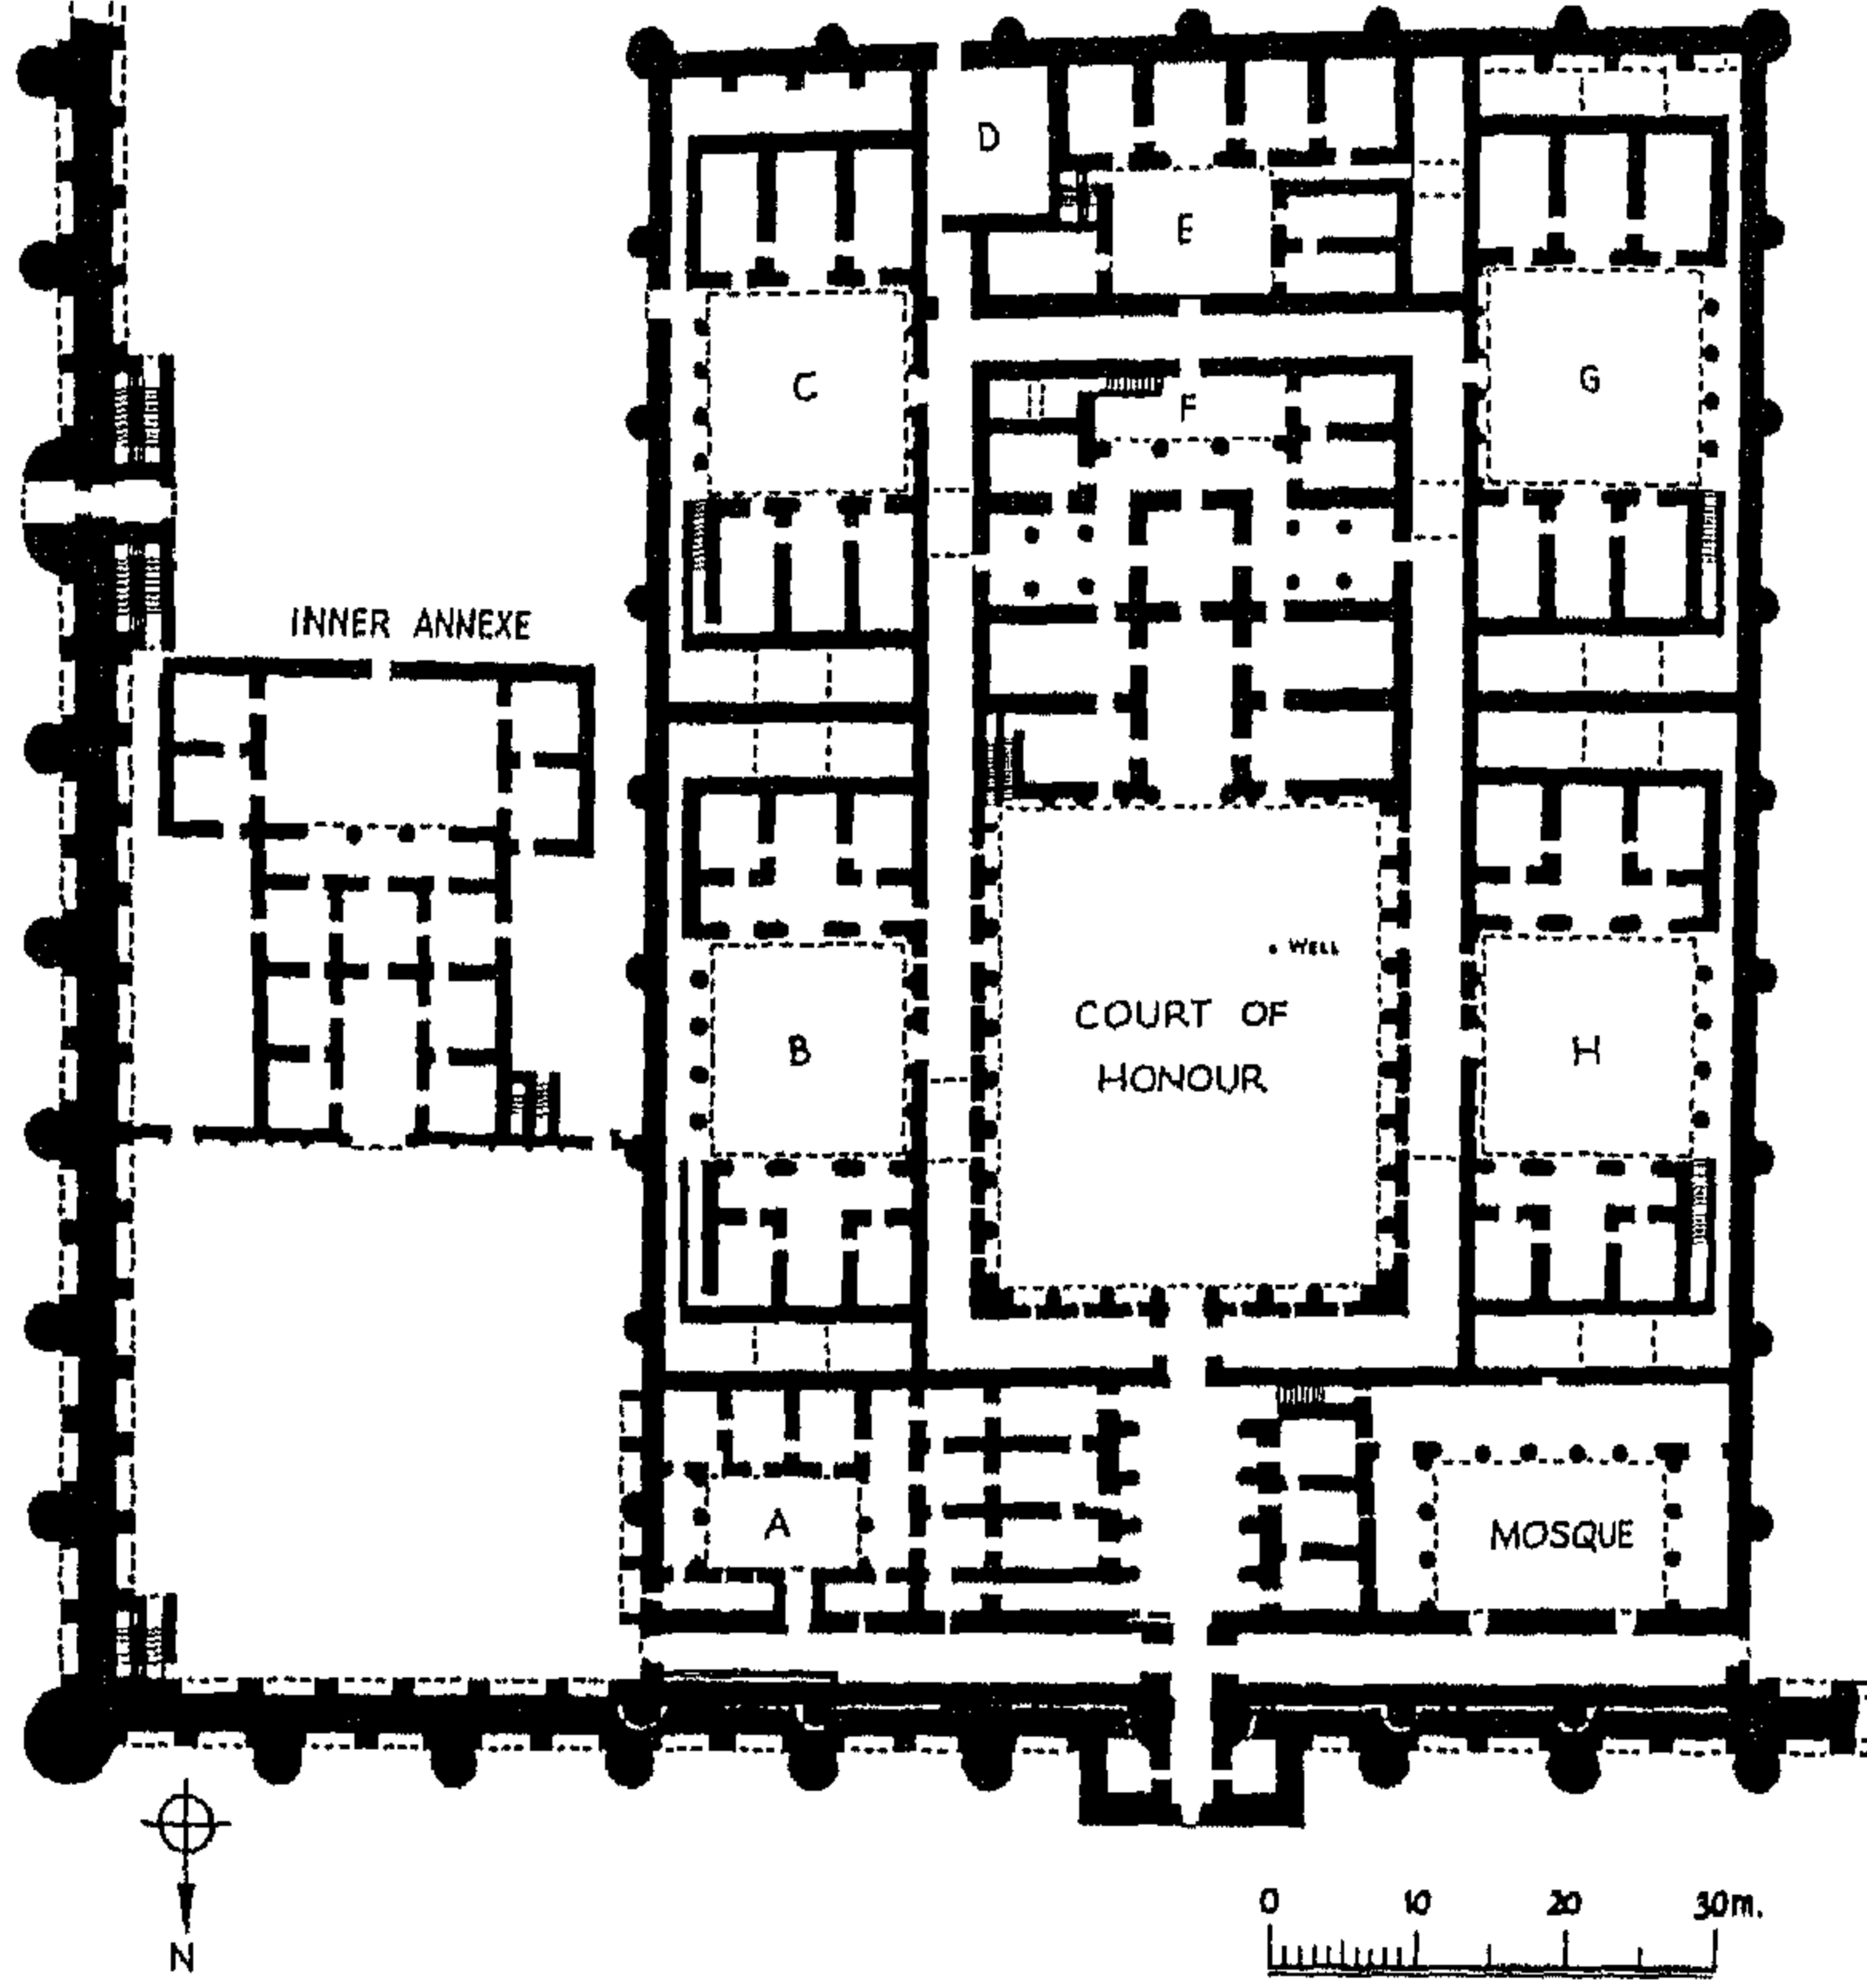 D
E
C
G
F
INNER ANNEXE
WELL
COURT OF
HONOUR
B
H
A
MOSQUE
N
0 10 20 30m.